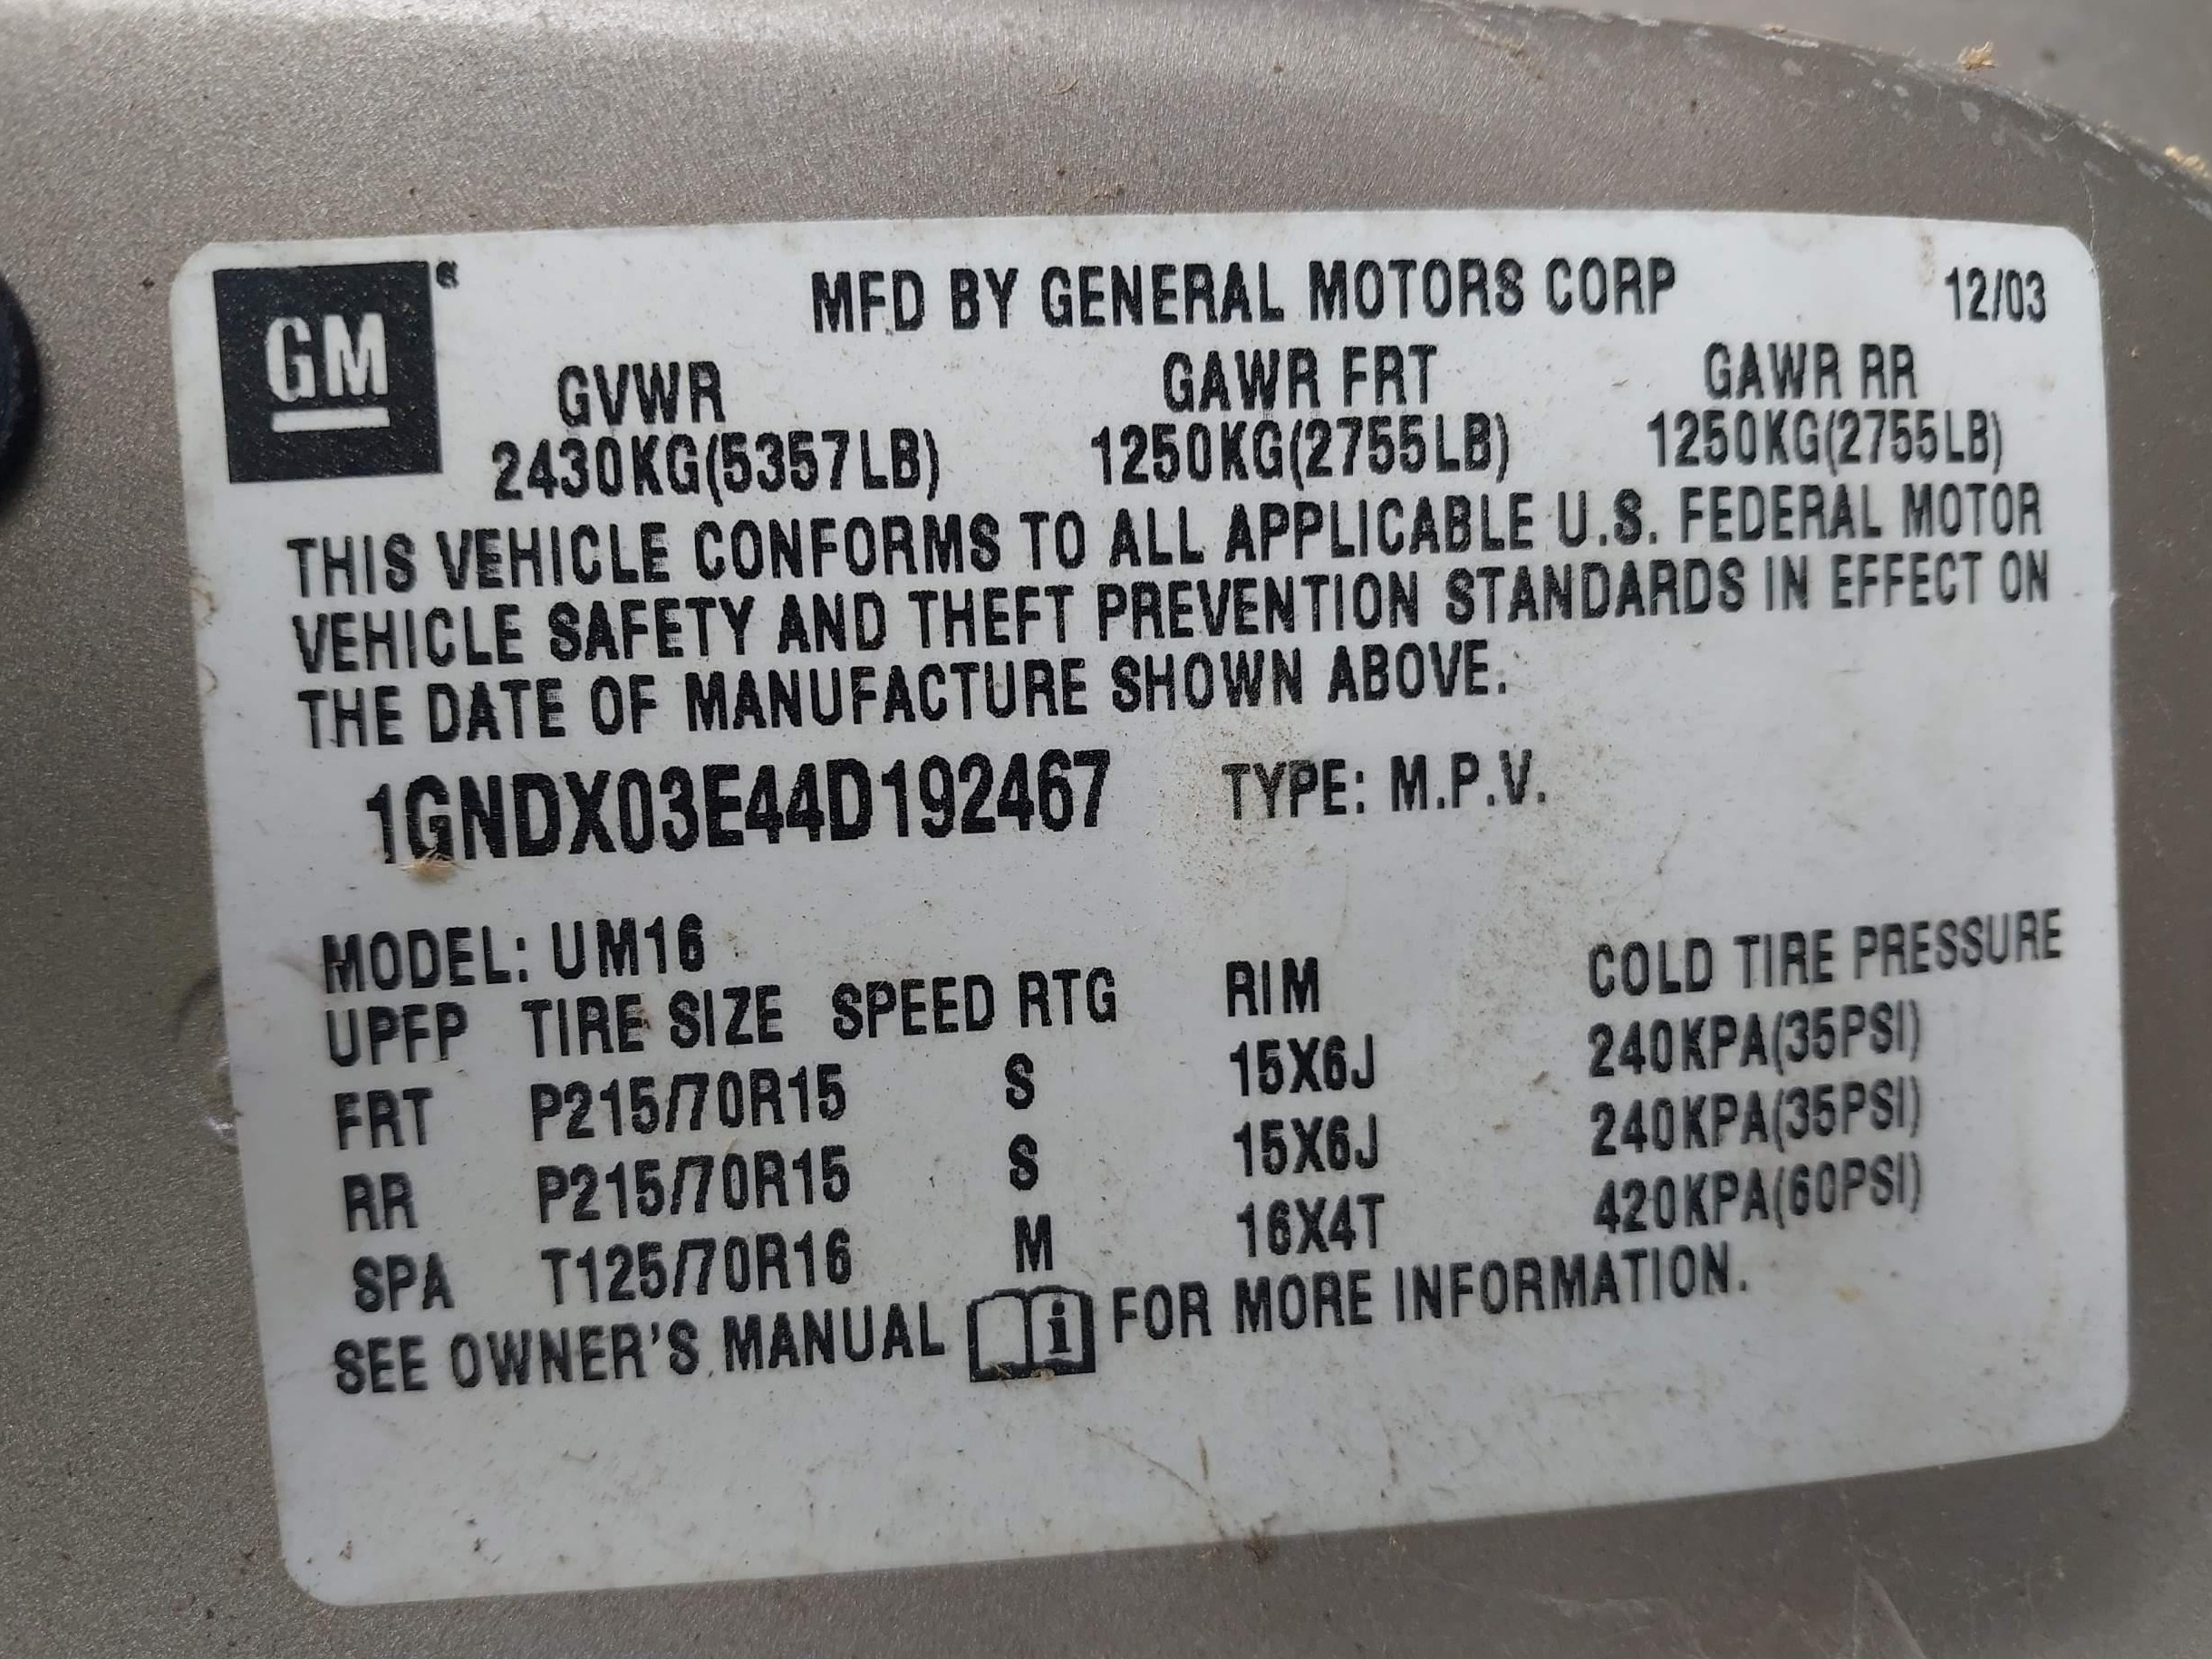 GM ®
MFD BY GENERAL MOTORS CORP 12/03
GVWR GAWR FRT GAWR RR
2430KG(5357LB) 1250KG(2755LB) 1250KG(2755LB)
THIS VEHICLE CONFORMS TO ALL APPLICABLE U.S. FEDERAL MOTOR
VEHICLE SAFETY AND THEFT PREVENTION STANDARDS IN EFFECT ON
THE DATE OF MANUFACTURE SHOWN ABOVE.
1GNDX03E44D192467 TYPE: M.P.V.
MODEL: UM16
UPFP TIRE SIZE SPEED RTG RIM COLD TIRE PRESSURE
FRT P215/70R15 S 15X6J 240KPA(35PSI)
RR P215/70R15 S 15X6J 240KPA(35PSI)
SPA T125/70R16 M 16X4T 420KPA(60PSI)
SEE OWNER'S MANUAL i FOR MORE INFORMATION.